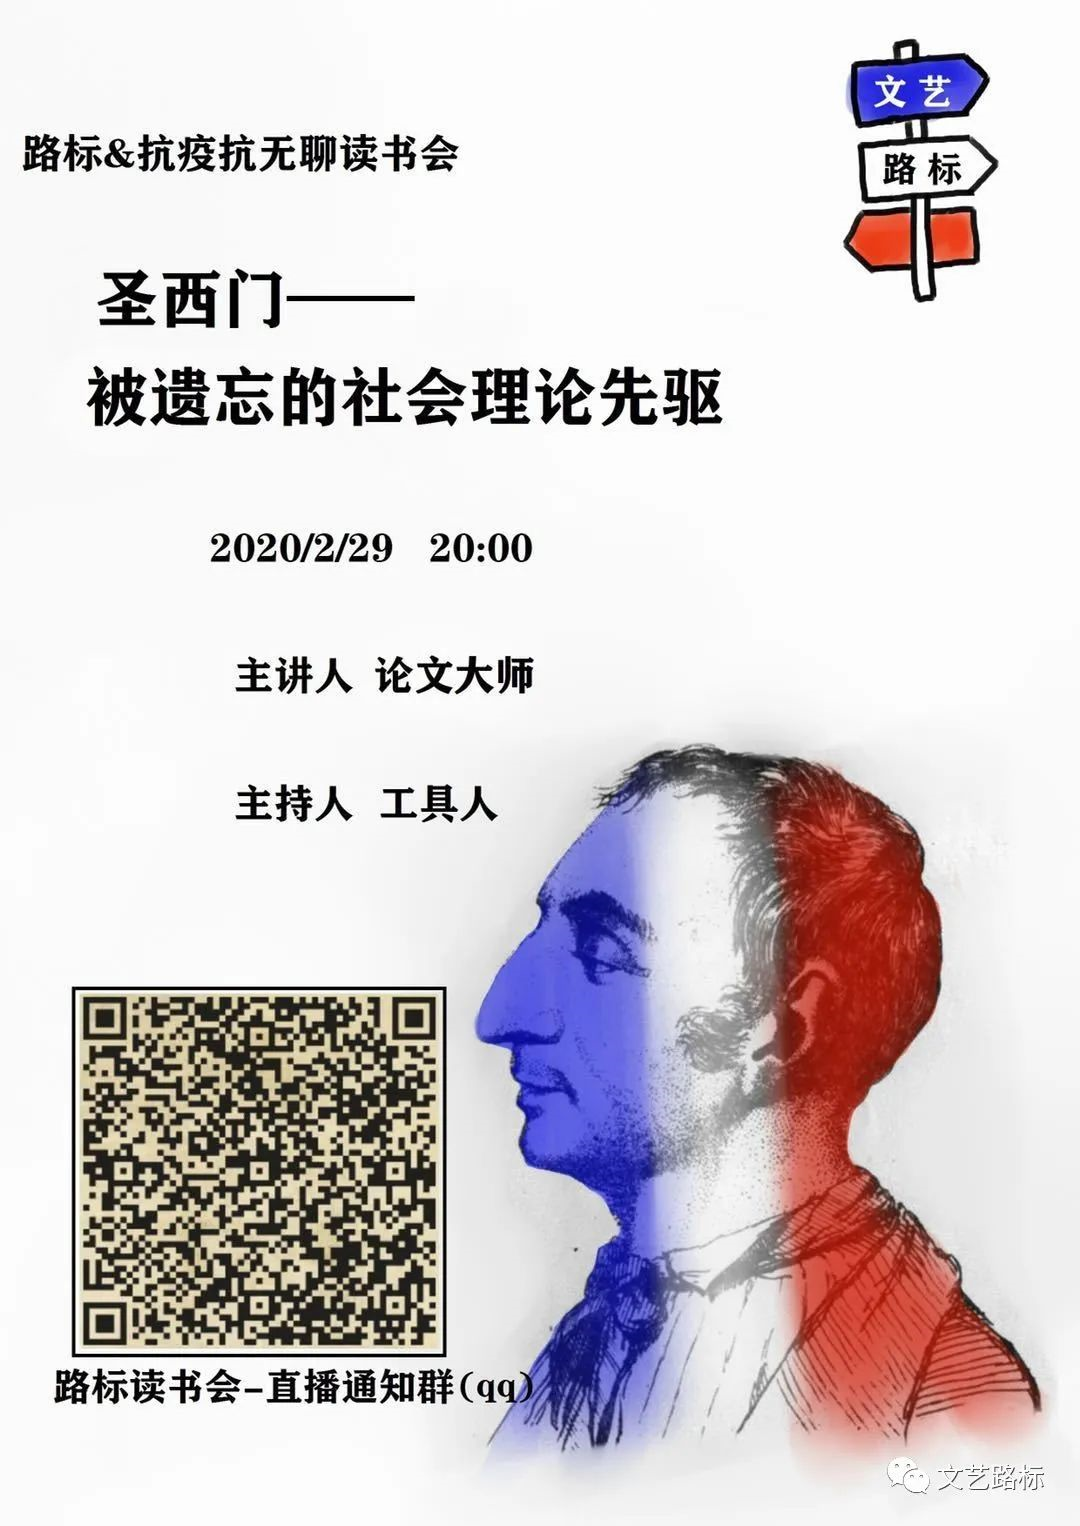 文艺
路标
路标&抗疫抗无聊读书会
圣西门——
被遗忘的社会理论先驱
2020/2/29 20:00
主讲人 论文大师
主持人 工具人
路标读书会-直播通知群(qq)
文艺路标